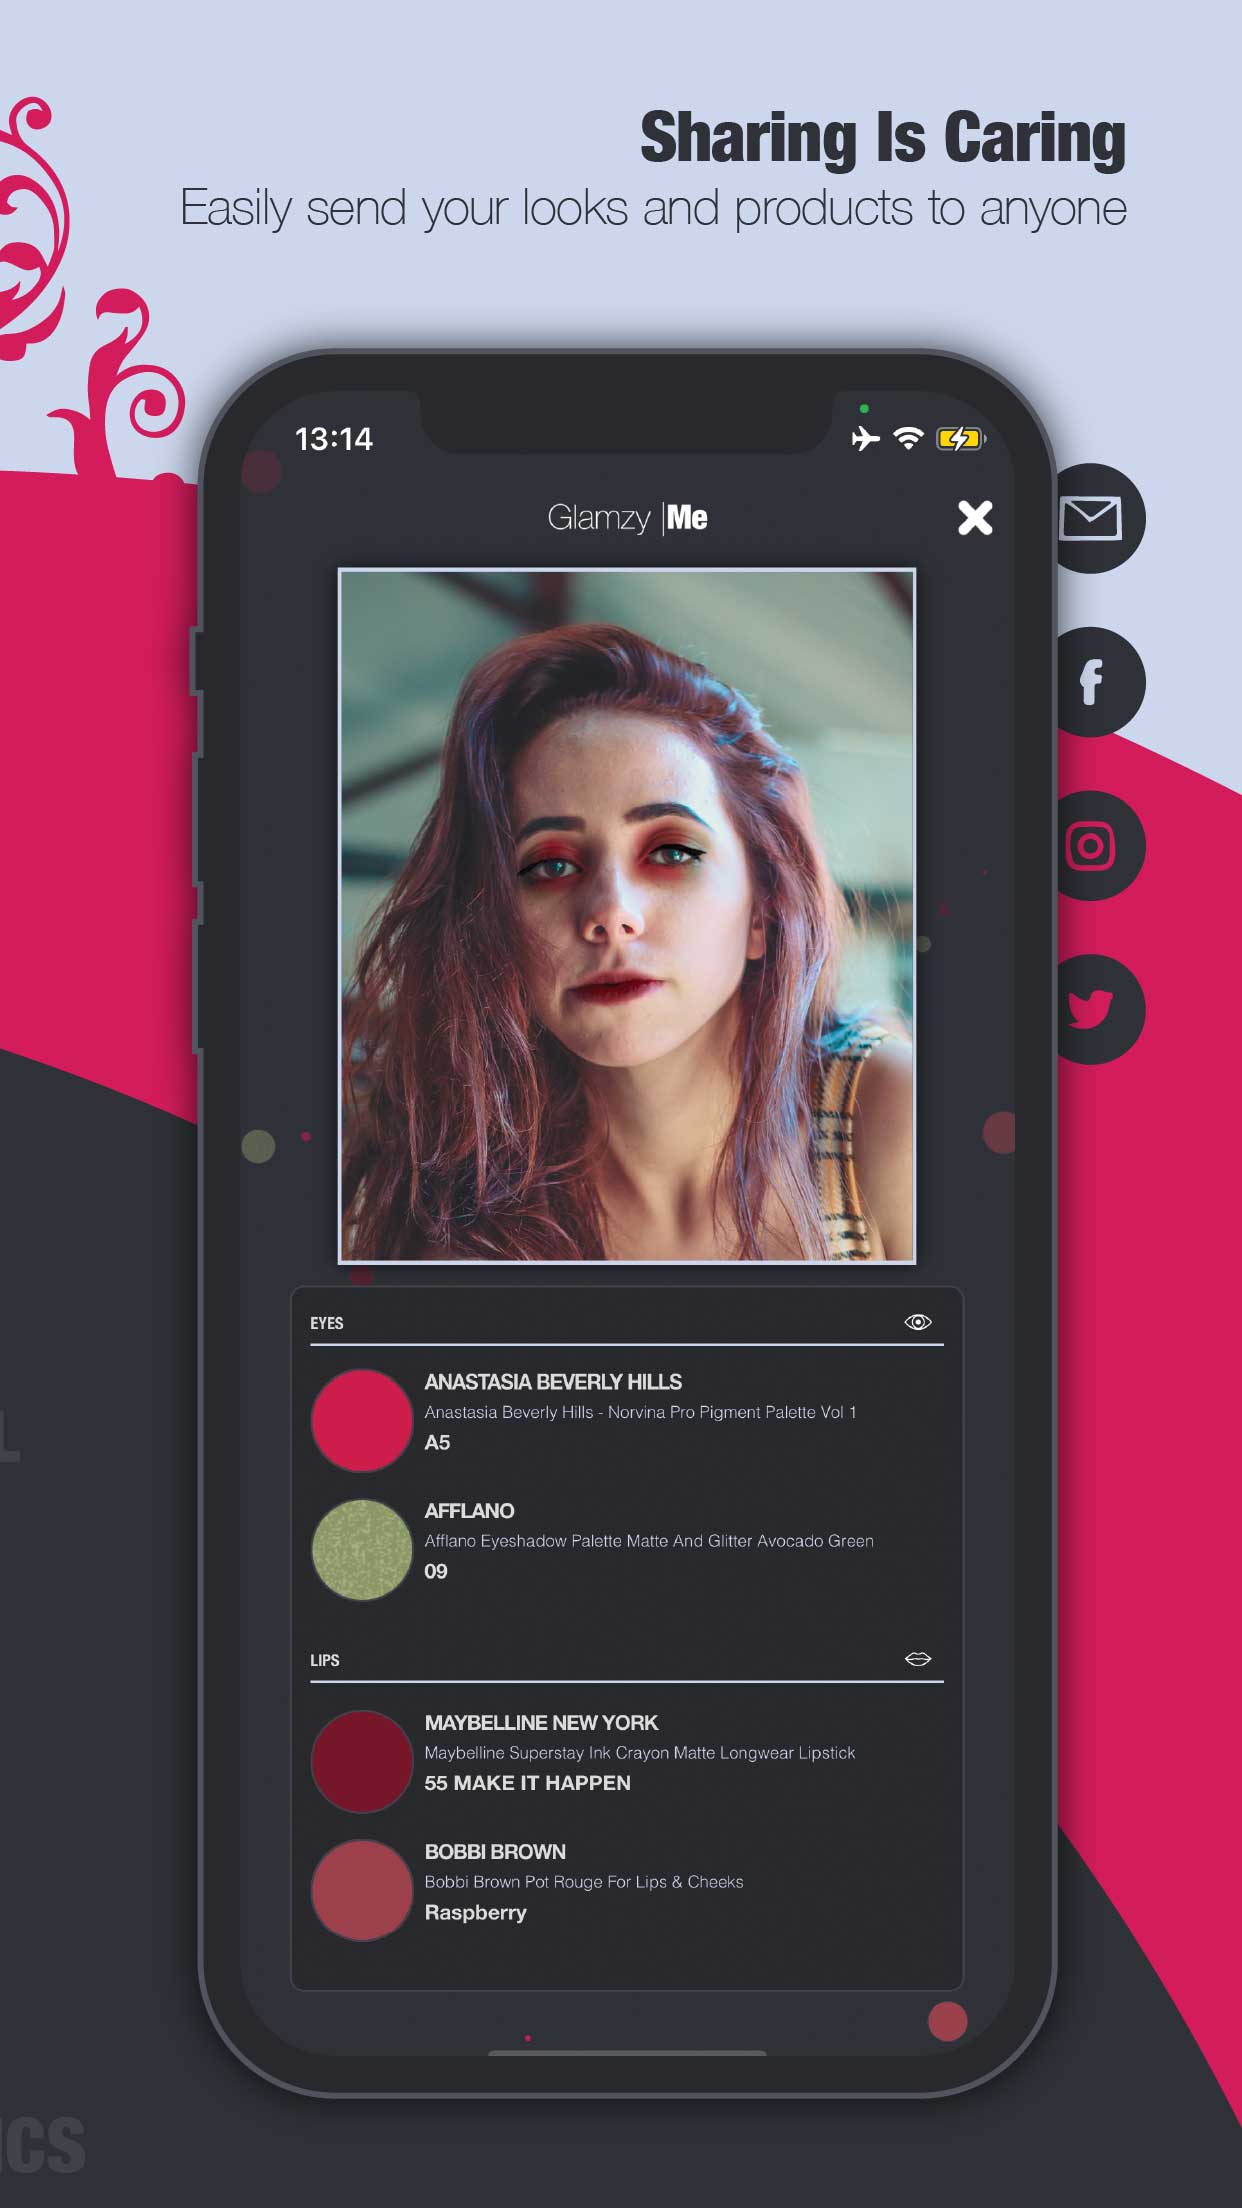 Sharing Is Caring
Easily send your looks and products to anyone
13:14
Glamzy |Me
EYES
ANASTASIA BEVERLY HILLS
Anastasia Beverly Hills - Norvina Pro Pigment Palette Vol 1
A5
AFFLANO
Afflano Eyeshadow Palette Matte And Glitter Avocado Green
09
LIPS
MAYBELLINE NEW YORK
Maybelline Superstay Ink Crayon Matte Longwear Lipstick
55 MAKE IT HAPPEN
BOBBI BROWN
Bobbi Brown Pot Rouge For Lips & Cheeks
Raspberry